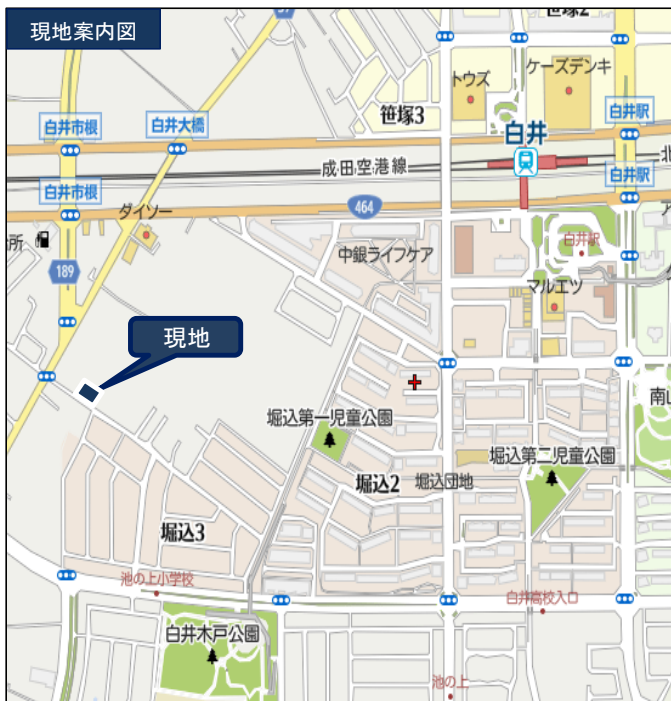 現地案内図
笹塚2
トウズ
ケーズデンキ
笹塚3
白井市根
白井大橋
白井駅
白井
成田空港線
北
白井市根
白井駅
ダイソー
464
所
189
中銀ライフケア
白井駅
マルエツ
現地
堀込第一児童公園
南山
堀込第二児童公園
堀込2
堀込団地
堀込3
池の上小学校
白井高校入口
白井木戸公園
池の上